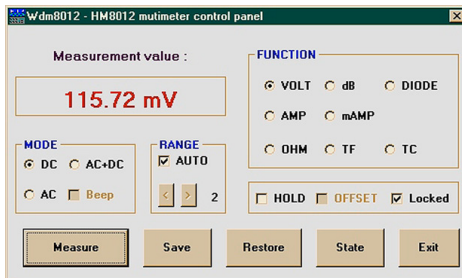 Wdm8012 - HM8012 mutimeter control panel
Measurement value :
115.72 mV
FUNCTION
VOLT dB DIODE
AMP mAMP
OHM TF TC
MODE
DC AC+DC
AC Beep
RANGE
AUTO
< > 2
HOLD OFFSET Locked
Measure Save Restore State Exit